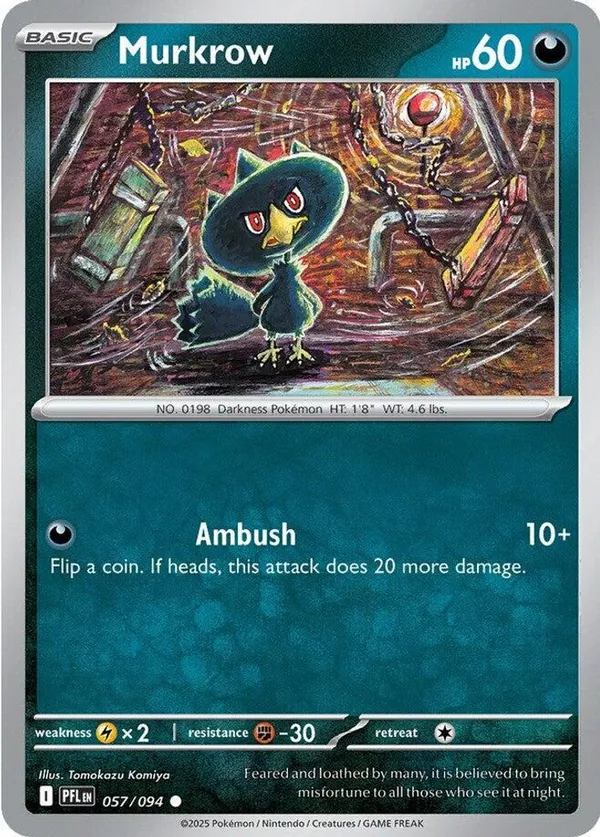 BASIC
Murkrow
HP60
NO. 0198 Darkness Pokémon HT: 1'8" WT: 4.6 lbs.
Ambush 10+
Flip a coin. If heads, this attack does 20 more damage.
weakness ×2 resistance -30 retreat
Illus. Tomokazu Komiya
Feared and loathed by many, it is believed to bring
misfortune to all those who see it at night.
I PFL EN 057/094
©2025 Pokémon / Nintendo / Creatures / GAME FREAK